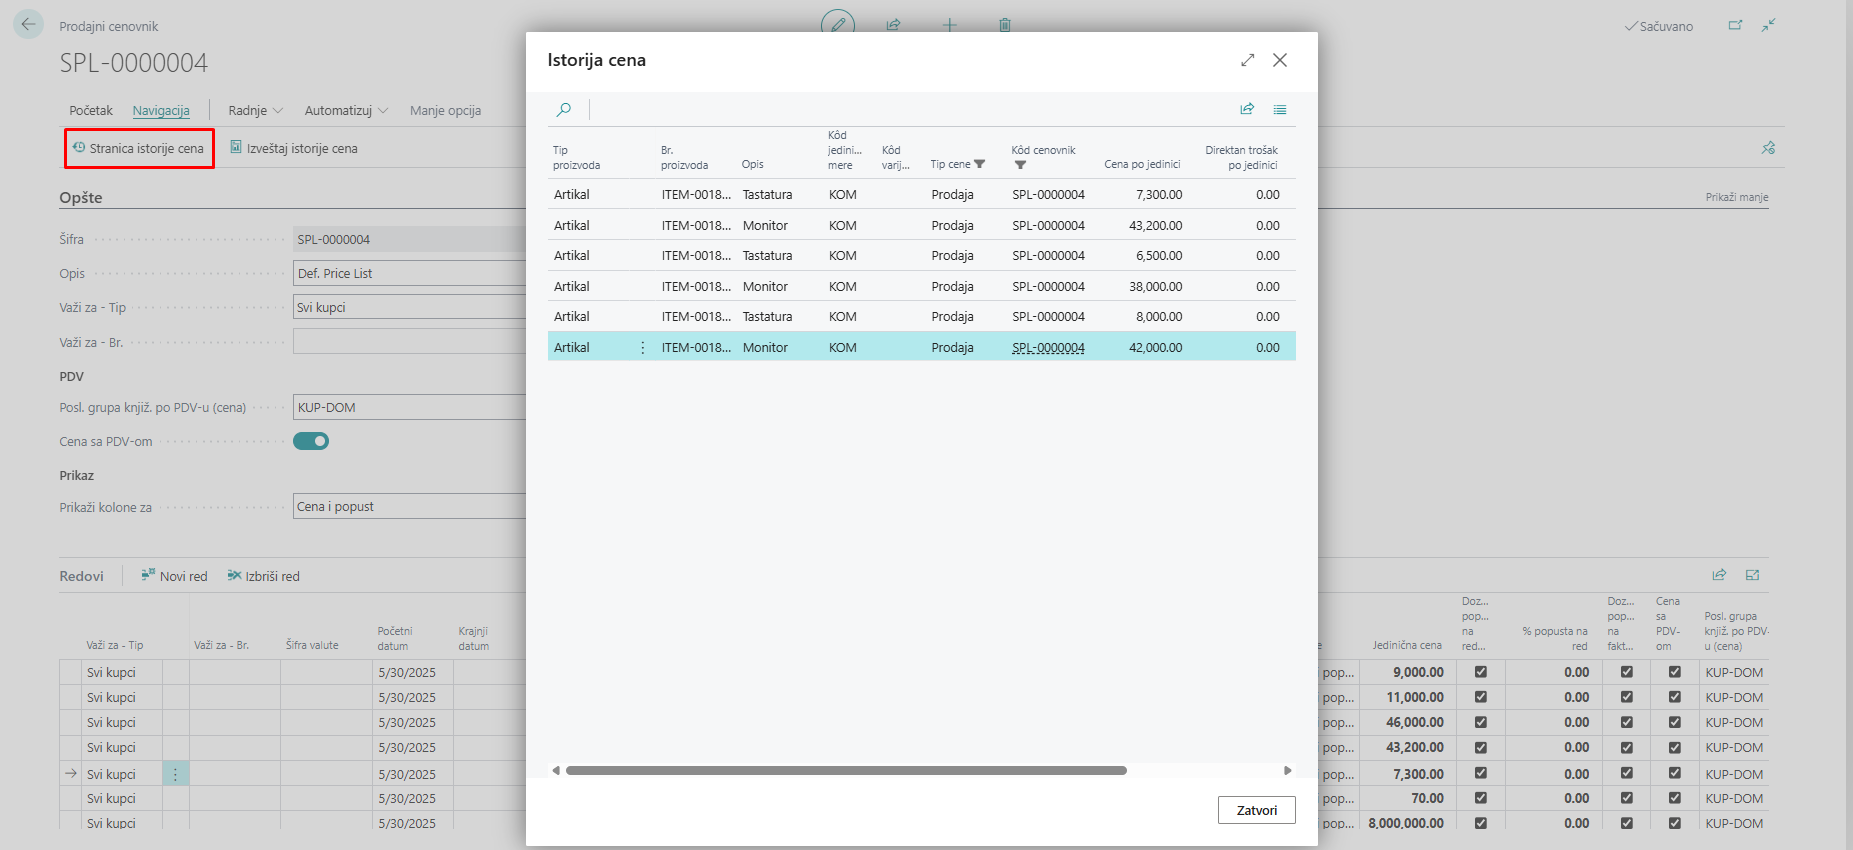 Prodajni cenovnik
Sačuvano
SPL-0000004
Početak Navigacija Radnje Automatizuj Manje opcija
Stranica istorije cena Izveštaj istorije cena
Opšte
Prikaži manje
Šifra SPL-0000004
Opis Def. Price List
Važi za - Tip Svi kupci
Važi za - Br.
PDV
Posl. grupa knjiž. po PDV-u (cena) KUP-DOM
Cena sa PDV-om
Prikaz
Prikaži kolone za Cena i popust
Istorija cena
Tip proizvoda Br. proizvoda Opis Kôd jedini... mere Kôd varij... Tip cene Kôd cenovnik Cena po jedinici Direktan trošak po jedinici
Artikal ITEM-0018... Tastatura KOM Prodaja SPL-0000004 7,300.00 0.00
Artikal ITEM-0018... Monitor KOM Prodaja SPL-0000004 43,200.00 0.00
Artikal ITEM-0018... Tastatura KOM Prodaja SPL-0000004 6,500.00 0.00
Artikal ITEM-0018... Monitor KOM Prodaja SPL-0000004 38,000.00 0.00
Artikal ITEM-0018... Tastatura KOM Prodaja SPL-0000004 8,000.00 0.00
Artikal ITEM-0018... Monitor KOM Prodaja SPL-0000004 42,000.00 0.00
Zatvori
Redovi Novi red Izbriši red
Važi za - Tip Važi za - Br. Šifra valute Početni datum Krajnji datum e Jedinična cena Doz... pop... na red... % popusta na red Doz... pop... na fakt... Cena sa PDV-om Posl. grupa knjiž. po PDV-u (cena)
Svi kupci 5/30/2025 pop... 9,000.00 0.00 KUP-DOM
Svi kupci 5/30/2025 pop... 11,000.00 0.00 KUP-DOM
Svi kupci 5/30/2025 pop... 46,000.00 0.00 KUP-DOM
Svi kupci 5/30/2025 pop... 43,200.00 0.00 KUP-DOM
Svi kupci 5/30/2025 pop... 7,300.00 0.00 KUP-DOM
Svi kupci 5/30/2025 pop... 70.00 0.00 KUP-DOM
Svi kupci 5/30/2025 pop... 8,000,000.00 0.00 KUP-DOM